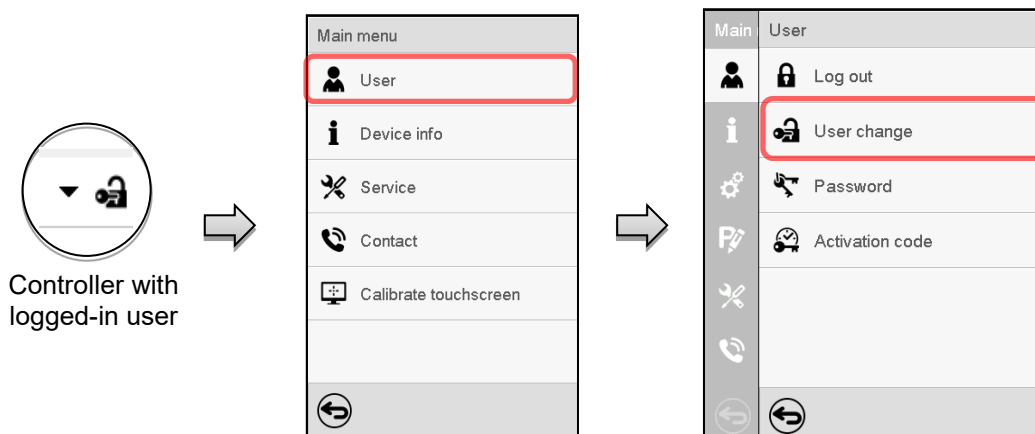 Controller with
logged-in user
Main menu
User
Device info
Service
Contact
Calibrate touchscreen
Main
User
Log out
User change
Password
Activation code